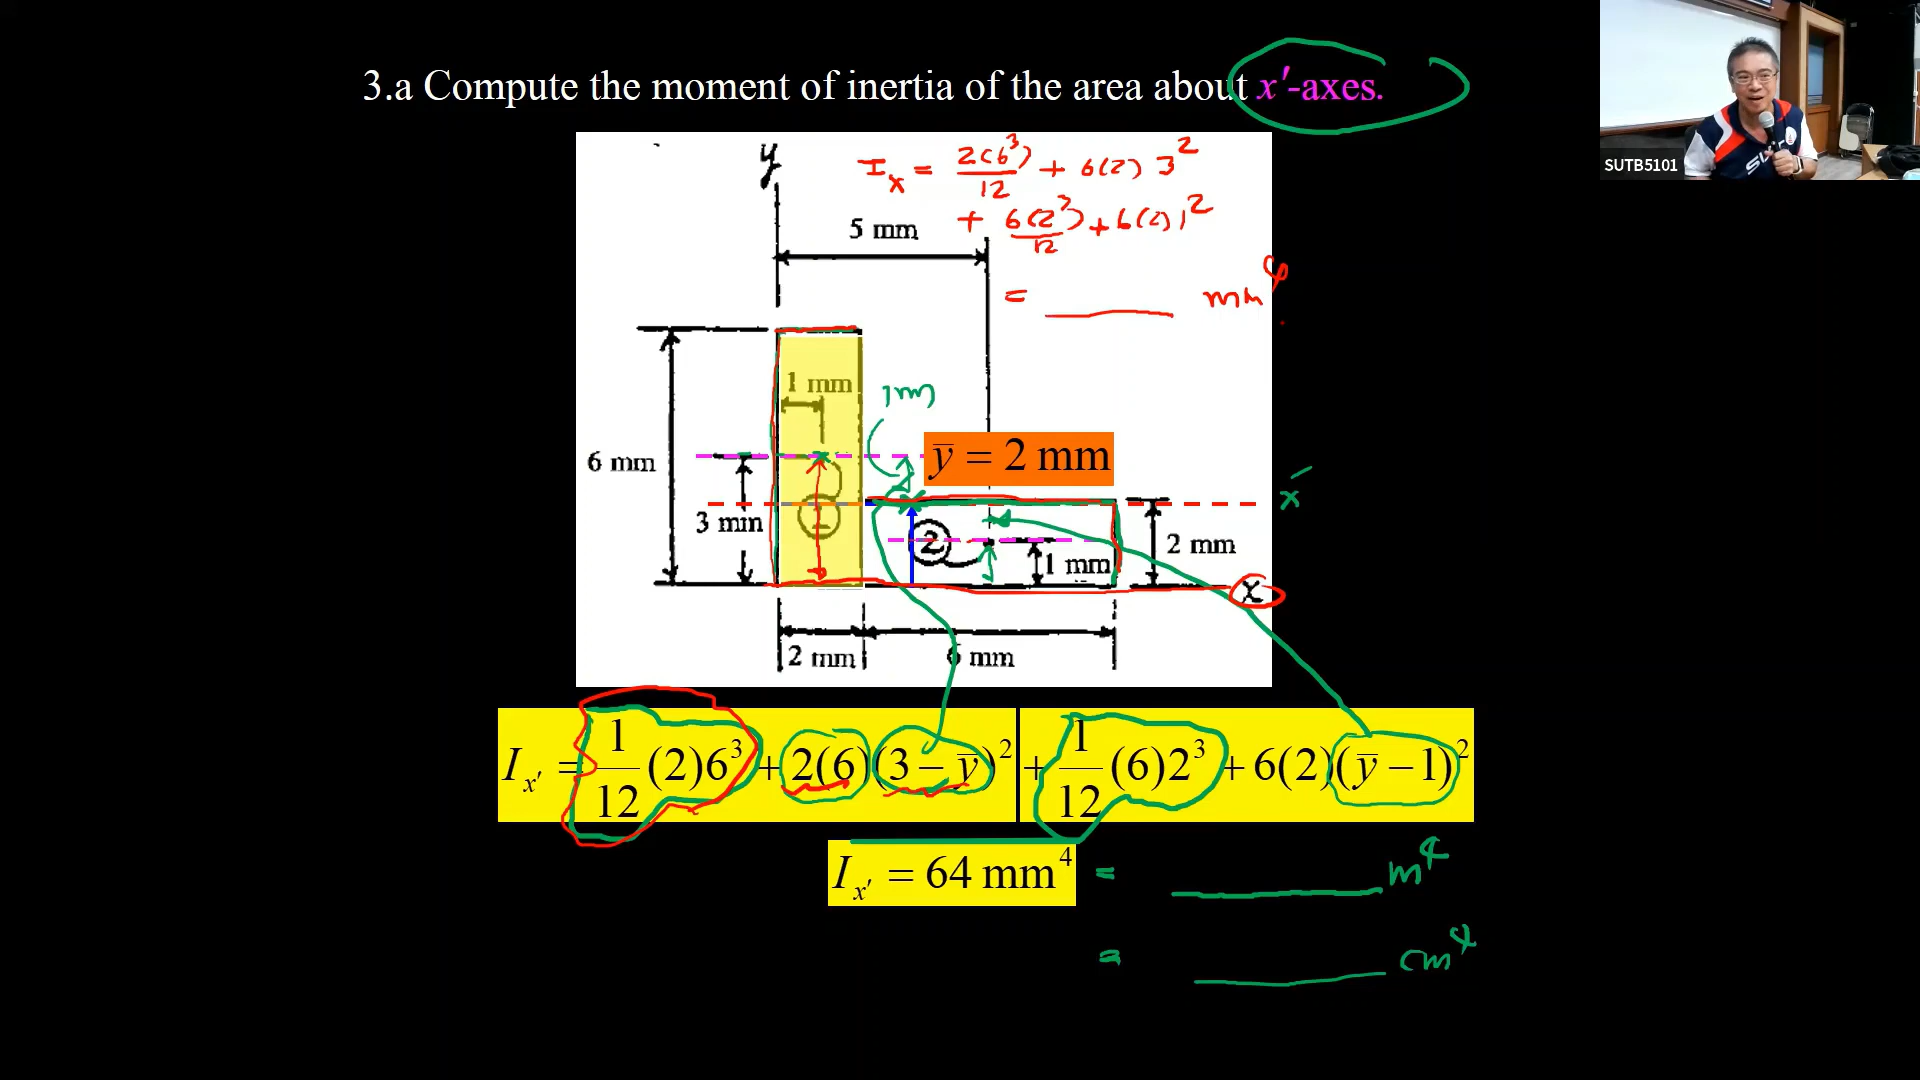 3.a Compute the moment of inertia of the area about x′-axes.
SUTB5101
y
Ix = 2(6³)/12 + 6(2) 3²
+ 6(2³)/12 + 6(2) 1²
= ____ mm⁴
5 mm
1 mm
1 mm
ȳ = 2 mm
6 mm
x′
3 mm
1
2
1 mm
2 mm
x
2 mm
6 mm
Ix′ = 1/12 (2)6³ + 2(6)(3 − ȳ)² + 1/12 (6)2³ + 6(2)(ȳ − 1)²
Ix′ = 64 mm⁴ = ____ m⁴
= ____ cm⁴